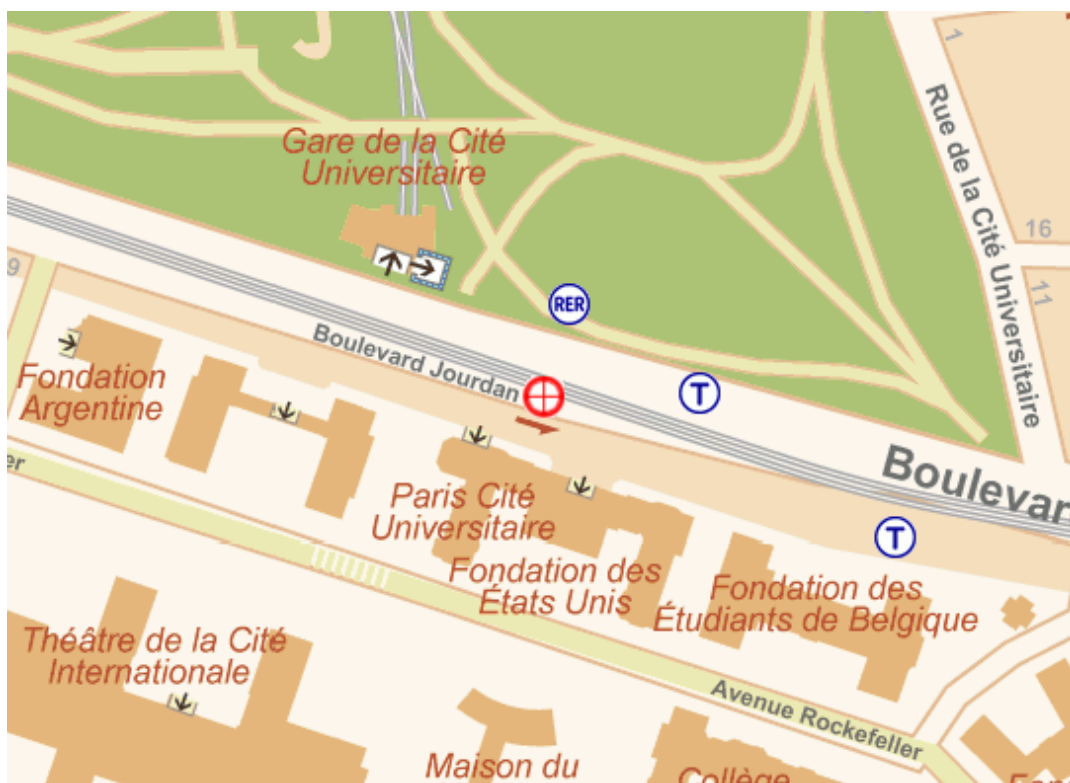 1
Rue de la Cité Universitaire
Gare de la Cité
Universitaire
16
11
9
RER
Boulevard Jourdan
T
Fondation
Argentine
Boulevar
er
Paris Cité
Universitaire
T
Fondation des
États Unis
Fondation des
Étudiants de Belgique
Théâtre de la Cité
Internationale
Avenue Rockefeller
Maison du
Collège